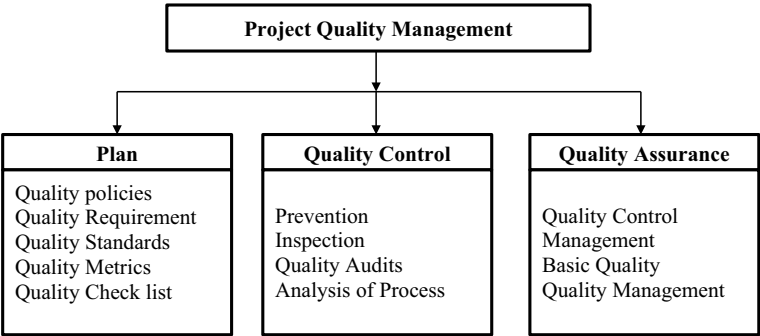 Project Quality Management
Plan
Quality policies
Quality Requirement
Quality Standards
Quality Metrics
Quality Check list
Quality Control
Prevention
Inspection
Quality Audits
Analysis of Process
Quality Assurance
Quality Control
Management
Basic Quality
Quality Management